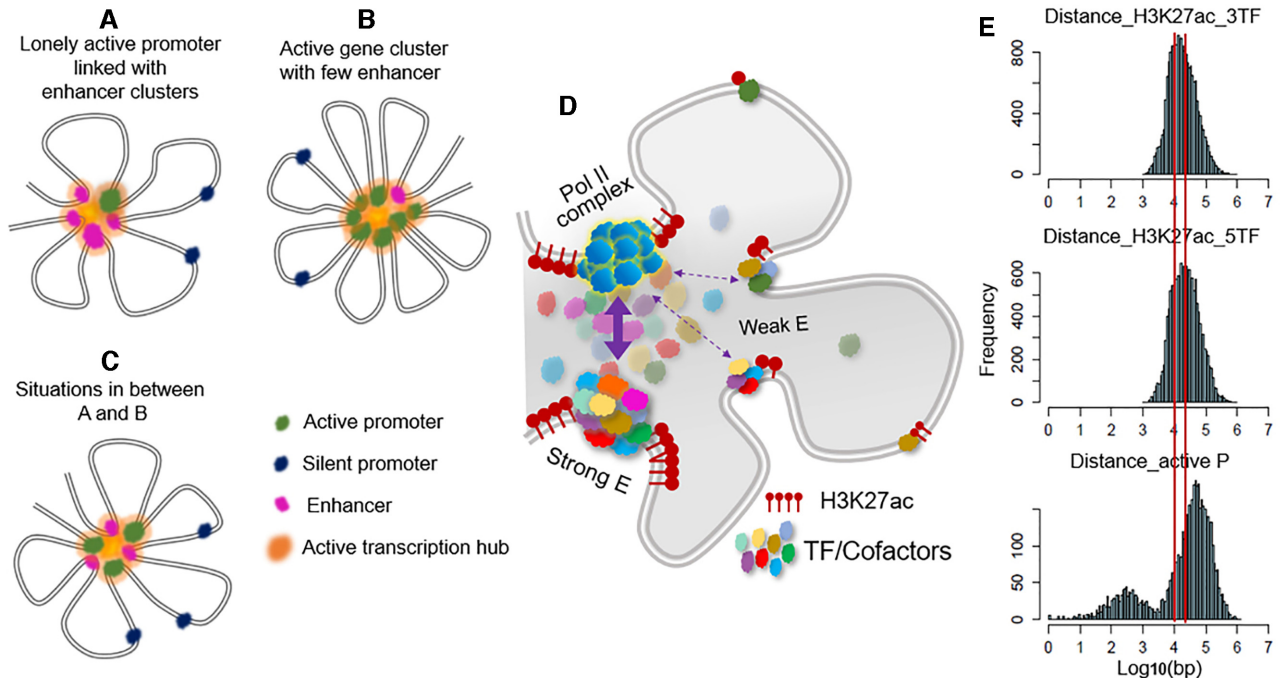 A
Lonely active promoter
linked with
enhancer clusters
B
Active gene cluster
with few enhancer
C
Situations in between
A and B
Active promoter
Silent promoter
Enhancer
Active transcription hub
D
Pol II
complex
Weak E
Strong E
H3K27ac
TF/Cofactors
E
Distance_H3K27ac_3TF
800
400
0
0 1 2 3 4 5 6 7
Distance_H3K27ac_5TF
Frequency
600
400
200
0
0 1 2 3 4 5 6 7
Distance_active P
100
50
0
0 1 2 3 4 5 6 7
Log10(bp)